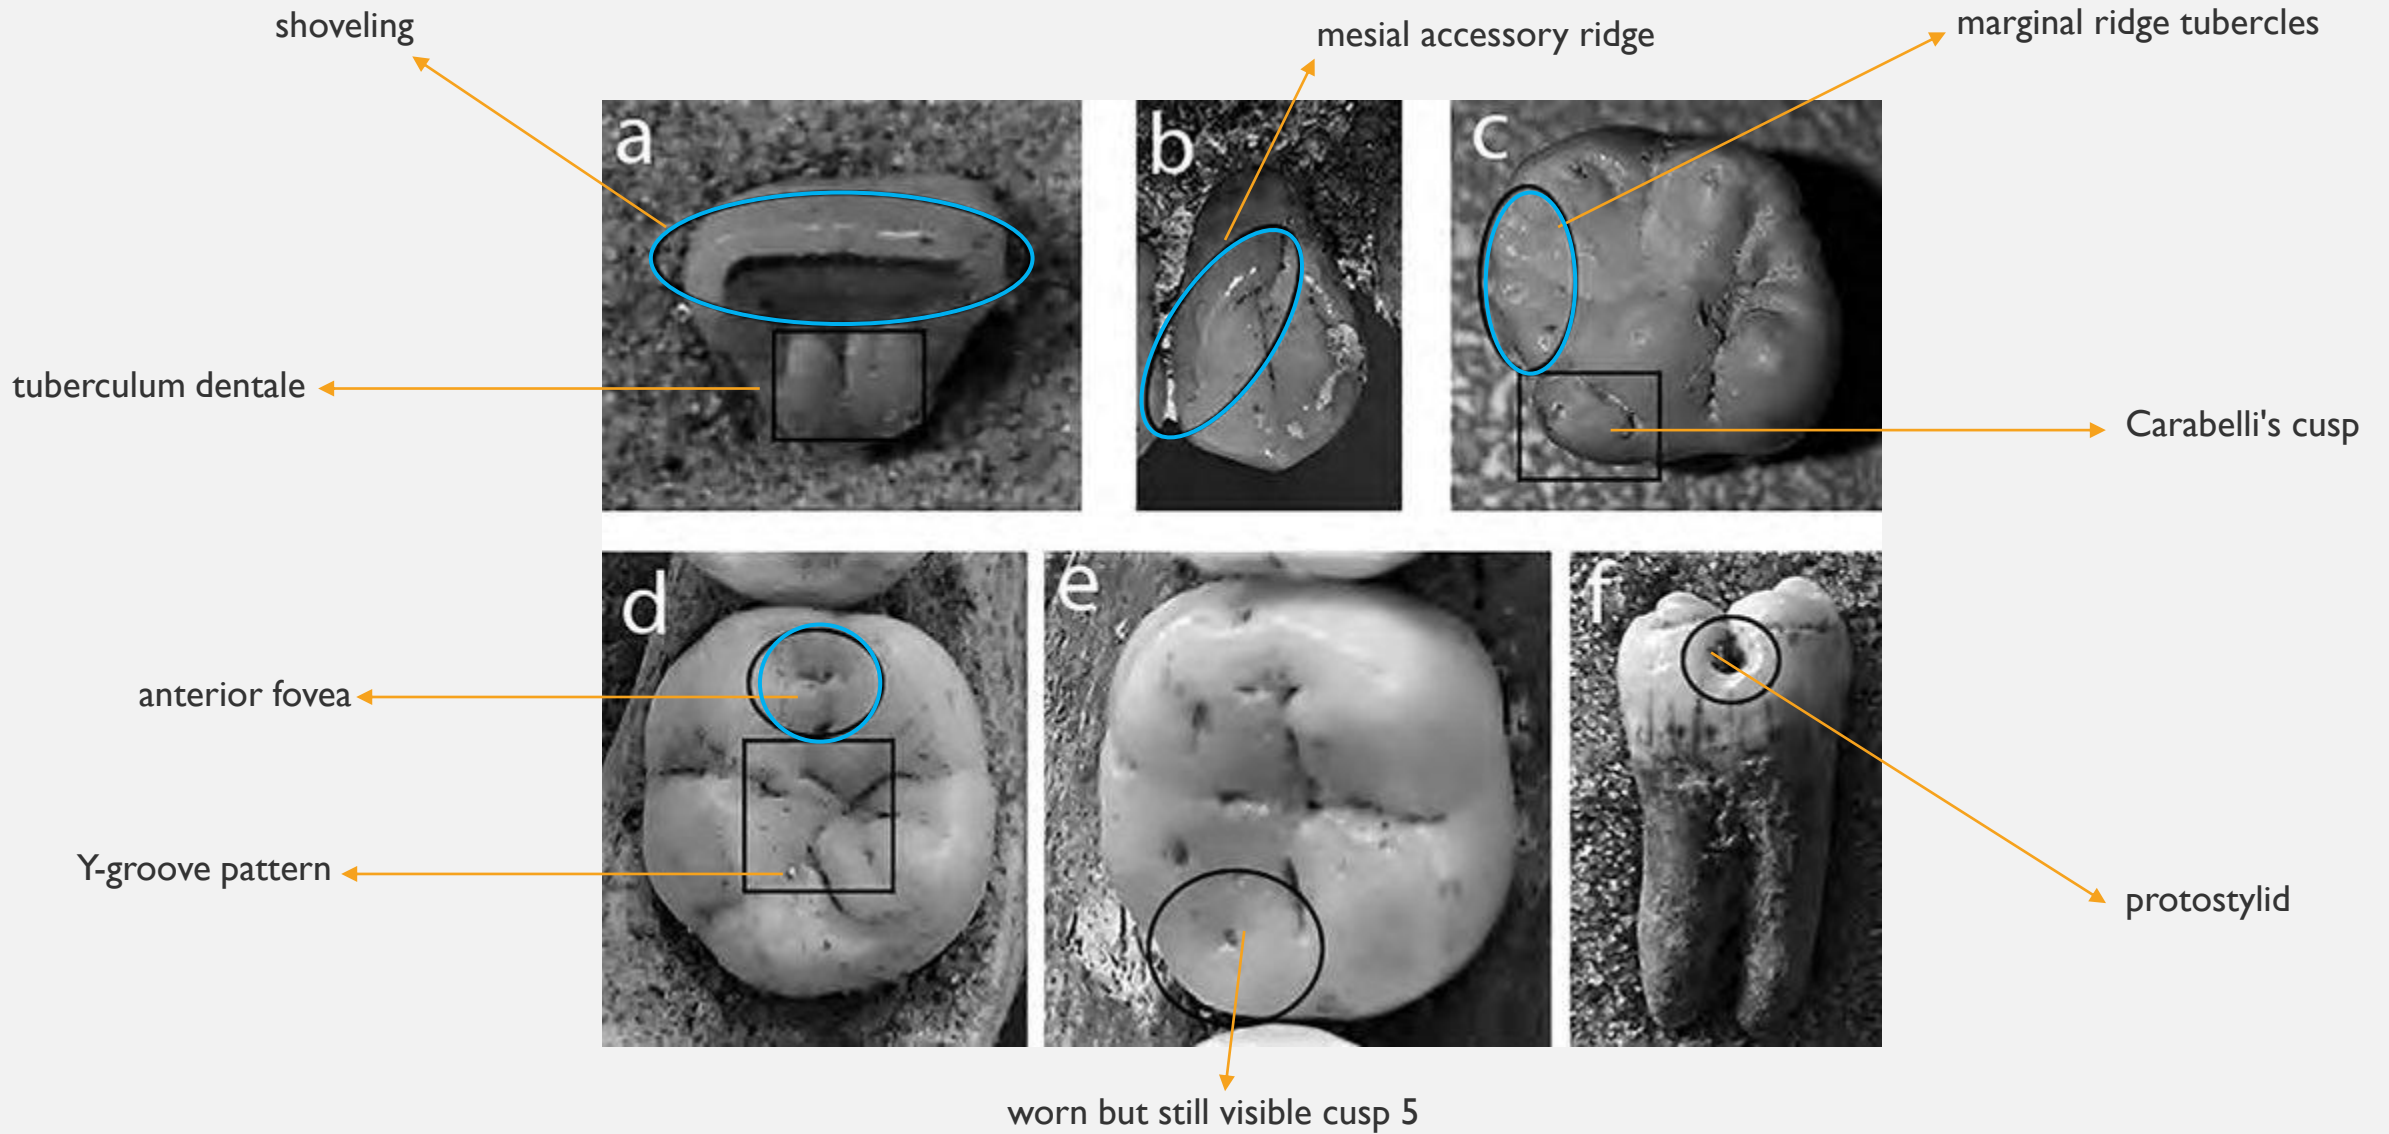 shoveling
mesial accessory ridge
marginal ridge tubercles
a
b
c
tuberculum dentale
Carabelli's cusp
d
e
f
anterior fovea
Y-groove pattern
protostylid
worn but still visible cusp 5